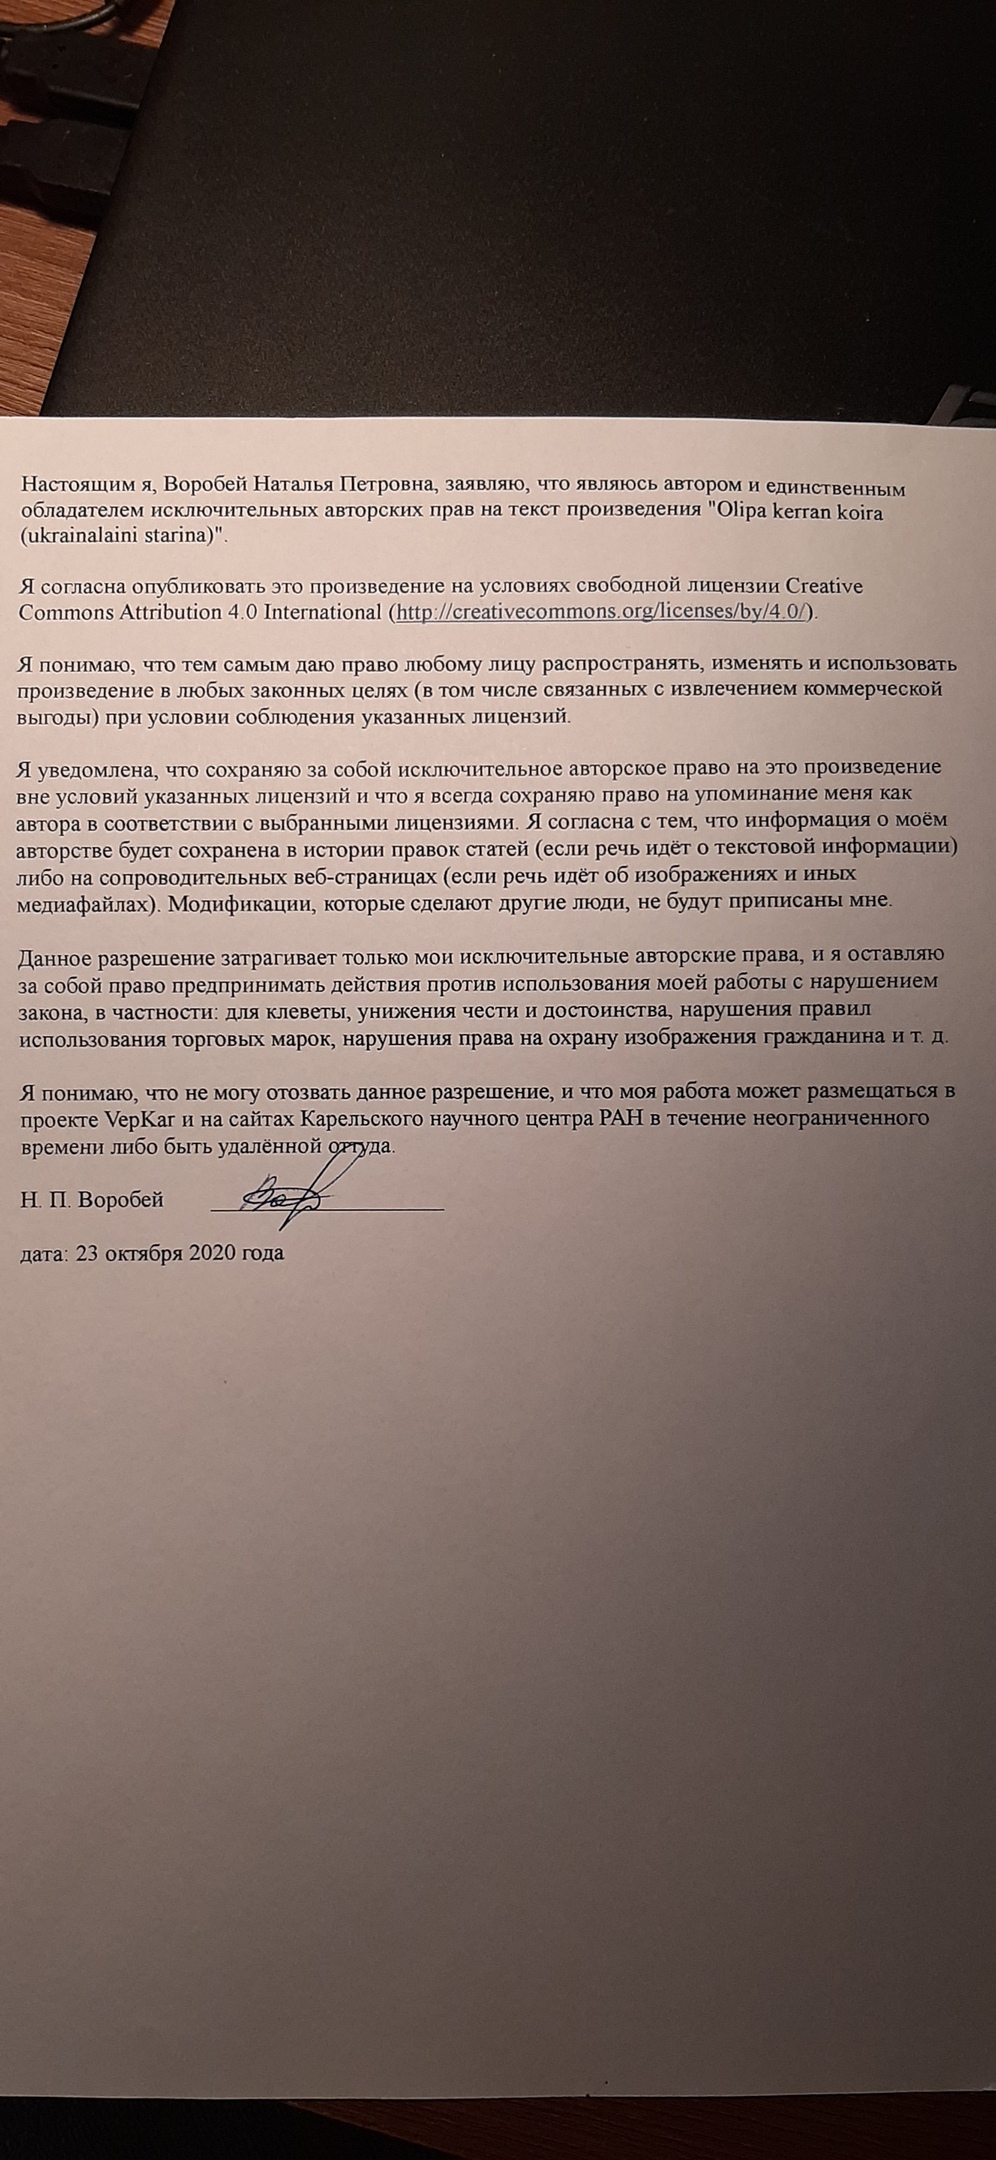 Настоящим я, Воробей Наталья Петровна, заявляю, что являюсь автором и единственным
обладателем исключительных авторских прав на текст произведения "Olipa kerran koira
(ukrainalaini starina)".
Я согласна опубликовать это произведение на условиях свободной лицензии Creative
Commons Attribution 4.0 International (http://creativecommons.org/licenses/by/4.0/).
Я понимаю, что тем самым даю право любому лицу распространять, изменять и использовать
произведение в любых законных целях (в том числе связанных с извлечением коммерческой
выгоды) при условии соблюдения указанных лицензий.
Я уведомлена, что сохраняю за собой исключительное авторское право на это произведение
вне условий указанных лицензий и что я всегда сохраняю право на упоминание меня как
автора в соответствии с выбранными лицензиями. Я согласна с тем, что информация о моём
авторстве будет сохранена в истории правок статей (если речь идёт о текстовой информации)
либо на сопроводительных веб-страницах (если речь идёт об изображениях и иных
медиафайлах). Модификации, которые сделают другие люди, не будут приписаны мне.
Данное разрешение затрагивает только мои исключительные авторские права, и я оставляю
за собой право предпринимать действия против использования моей работы с нарушением
закона, в частности: для клеветы, унижения чести и достоинства, нарушения правил
использования торговых марок, нарушения права на охрану изображения гражданина и т. д.
Я понимаю, что не могу отозвать данное разрешение, и что моя работа может размещаться в
проекте VepKar и на сайтах Карельского научного центра РАН в течение неограниченного
времени либо быть удалённой оттуда.
Н. П. Воробей
дата: 23 октября 2020 года